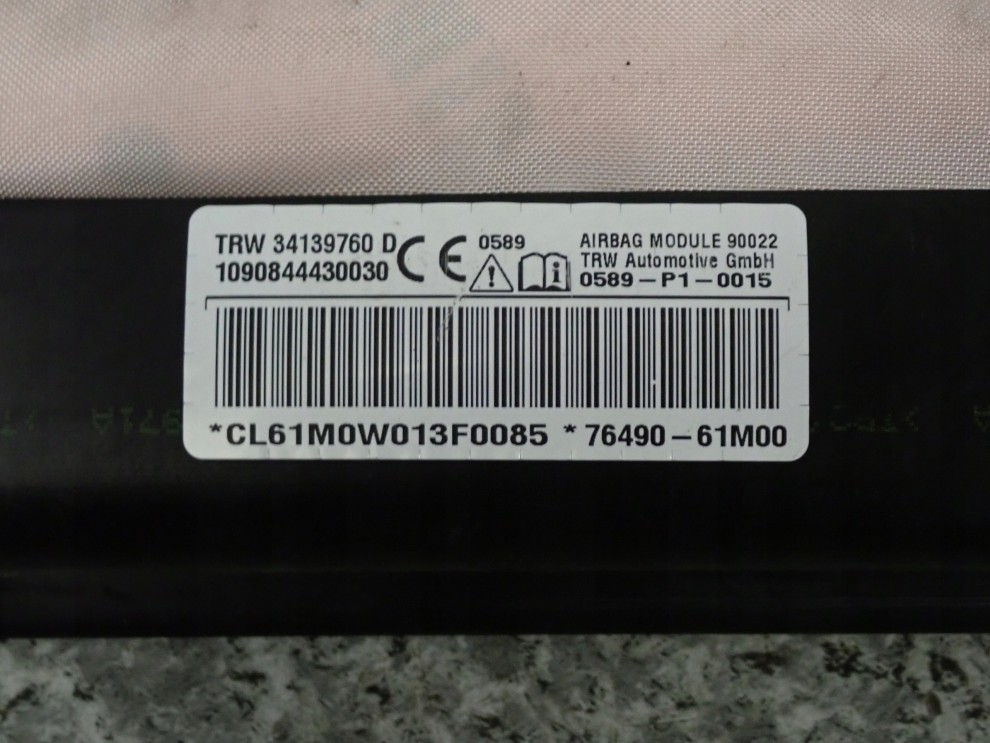 TRW 34139760 D
1090844430030
CE 0589
AIRBAG MODULE 90022
TRW Automotive GmbH
0589-P1-0015
*CL61M0W013F0085 * 76490-61M00